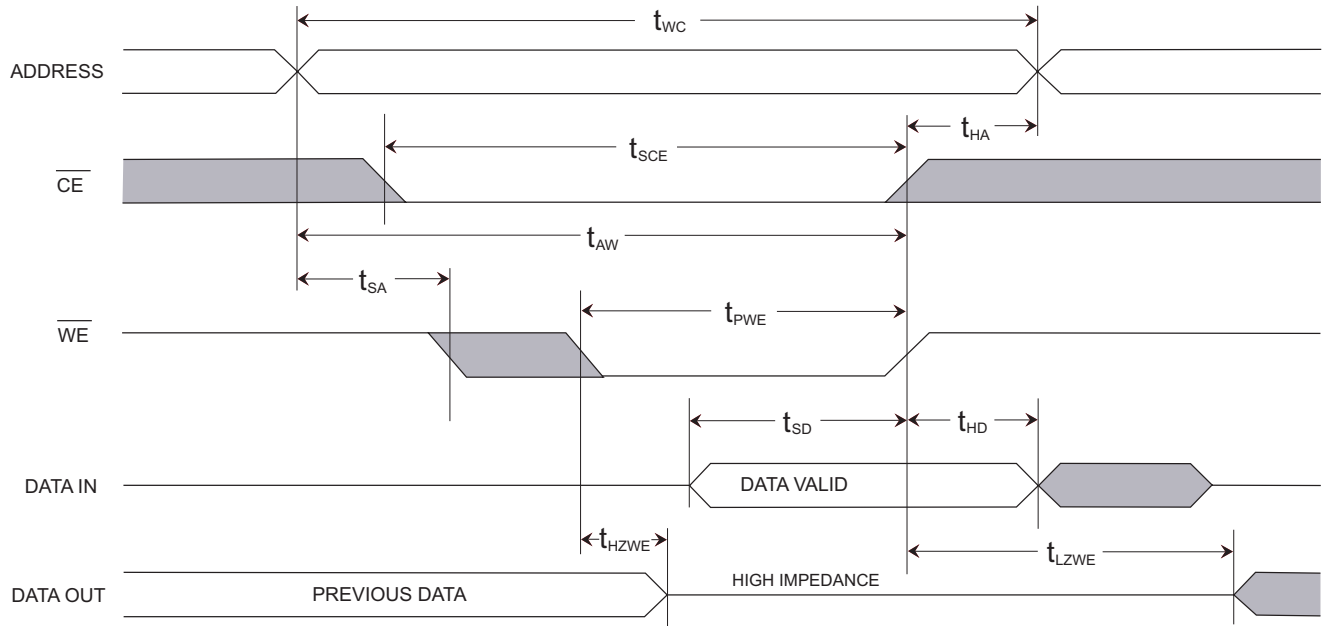 tWC
ADDRESS
tHA
tSCE
CE
tAW
tSA
tPWE
WE
tSD
tHD
DATA IN
DATA VALID
tHZWE
tLZWE
DATA OUT
PREVIOUS DATA
HIGH IMPEDANCE